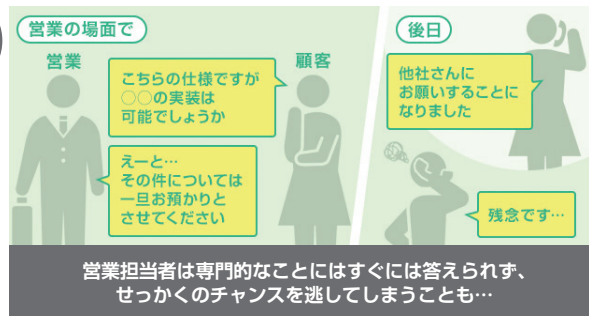 営業の場面で
営業
顧客
こちらの仕様ですが
○○の実装は
可能でしょうか
えーと…
その件については
一旦お預かりと
させてください
後日
他社さんに
お願いすることに
なりました
残念です…
営業担当者は専門的なことにはすぐには答えられず、
せっかくのチャンスを逃してしまうことも…